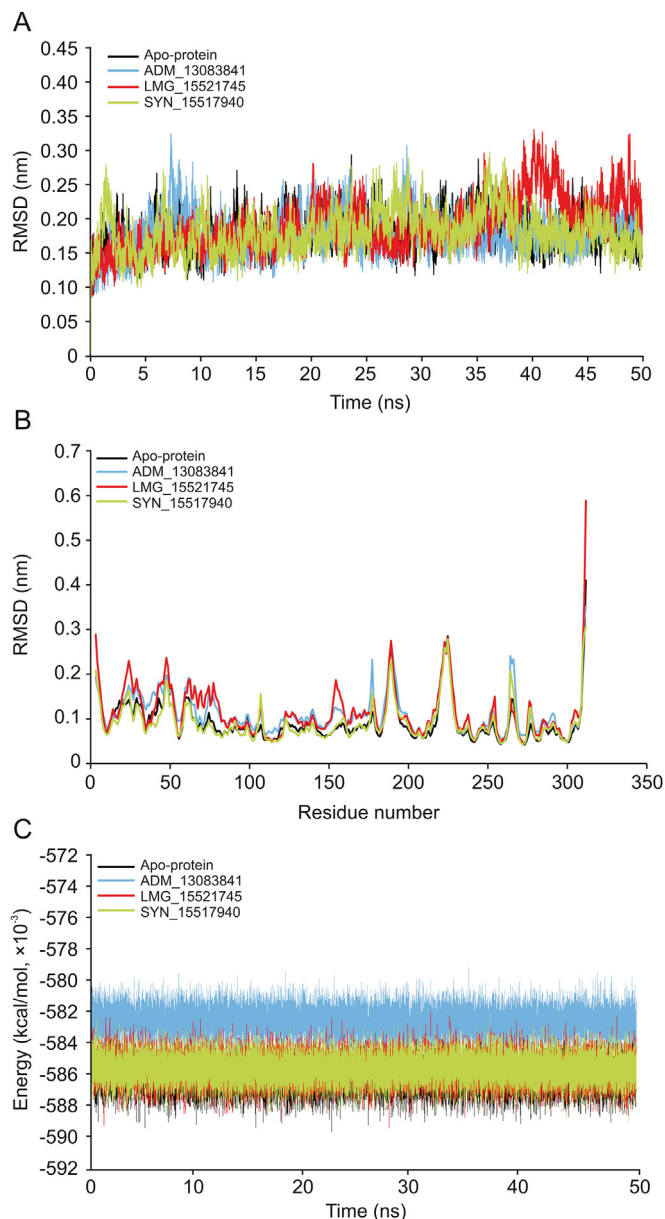 A
0.45
0.40
0.35
0.30
0.25
0.20
0.15
0.10
0.05
0
RMSD (nm)
Apo-protein
ADM_13083841
LMG_15521745
SYN_15517940
0 5 10 15 20 25 30 35 40 45 50
Time (ns)
B
0.7
0.6
0.5
0.4
0.3
0.2
0.1
0
RMSD (nm)
Apo-protein
ADM_13083841
LMG_15521745
SYN_15517940
0 50 100 150 200 250 300 350
Residue number
C
-572
-574
-576
-578
-580
-582
-584
-586
-588
-590
-592
Energy (kcal/mol, ×10⁻³)
Apo-protein
ADM_13083841
LMG_15521745
SYN_15517940
0 10 20 30 40 50
Time (ns)